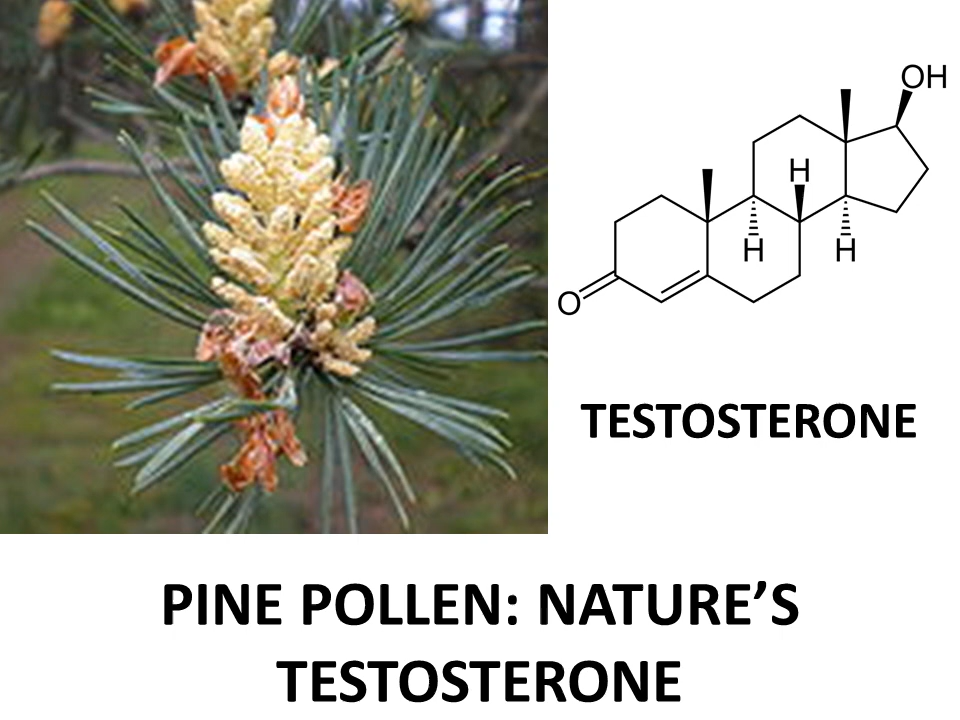 OH
H
H
H
O
TESTOSTERONE
PINE POLLEN: NATURE’S
TESTOSTERONE